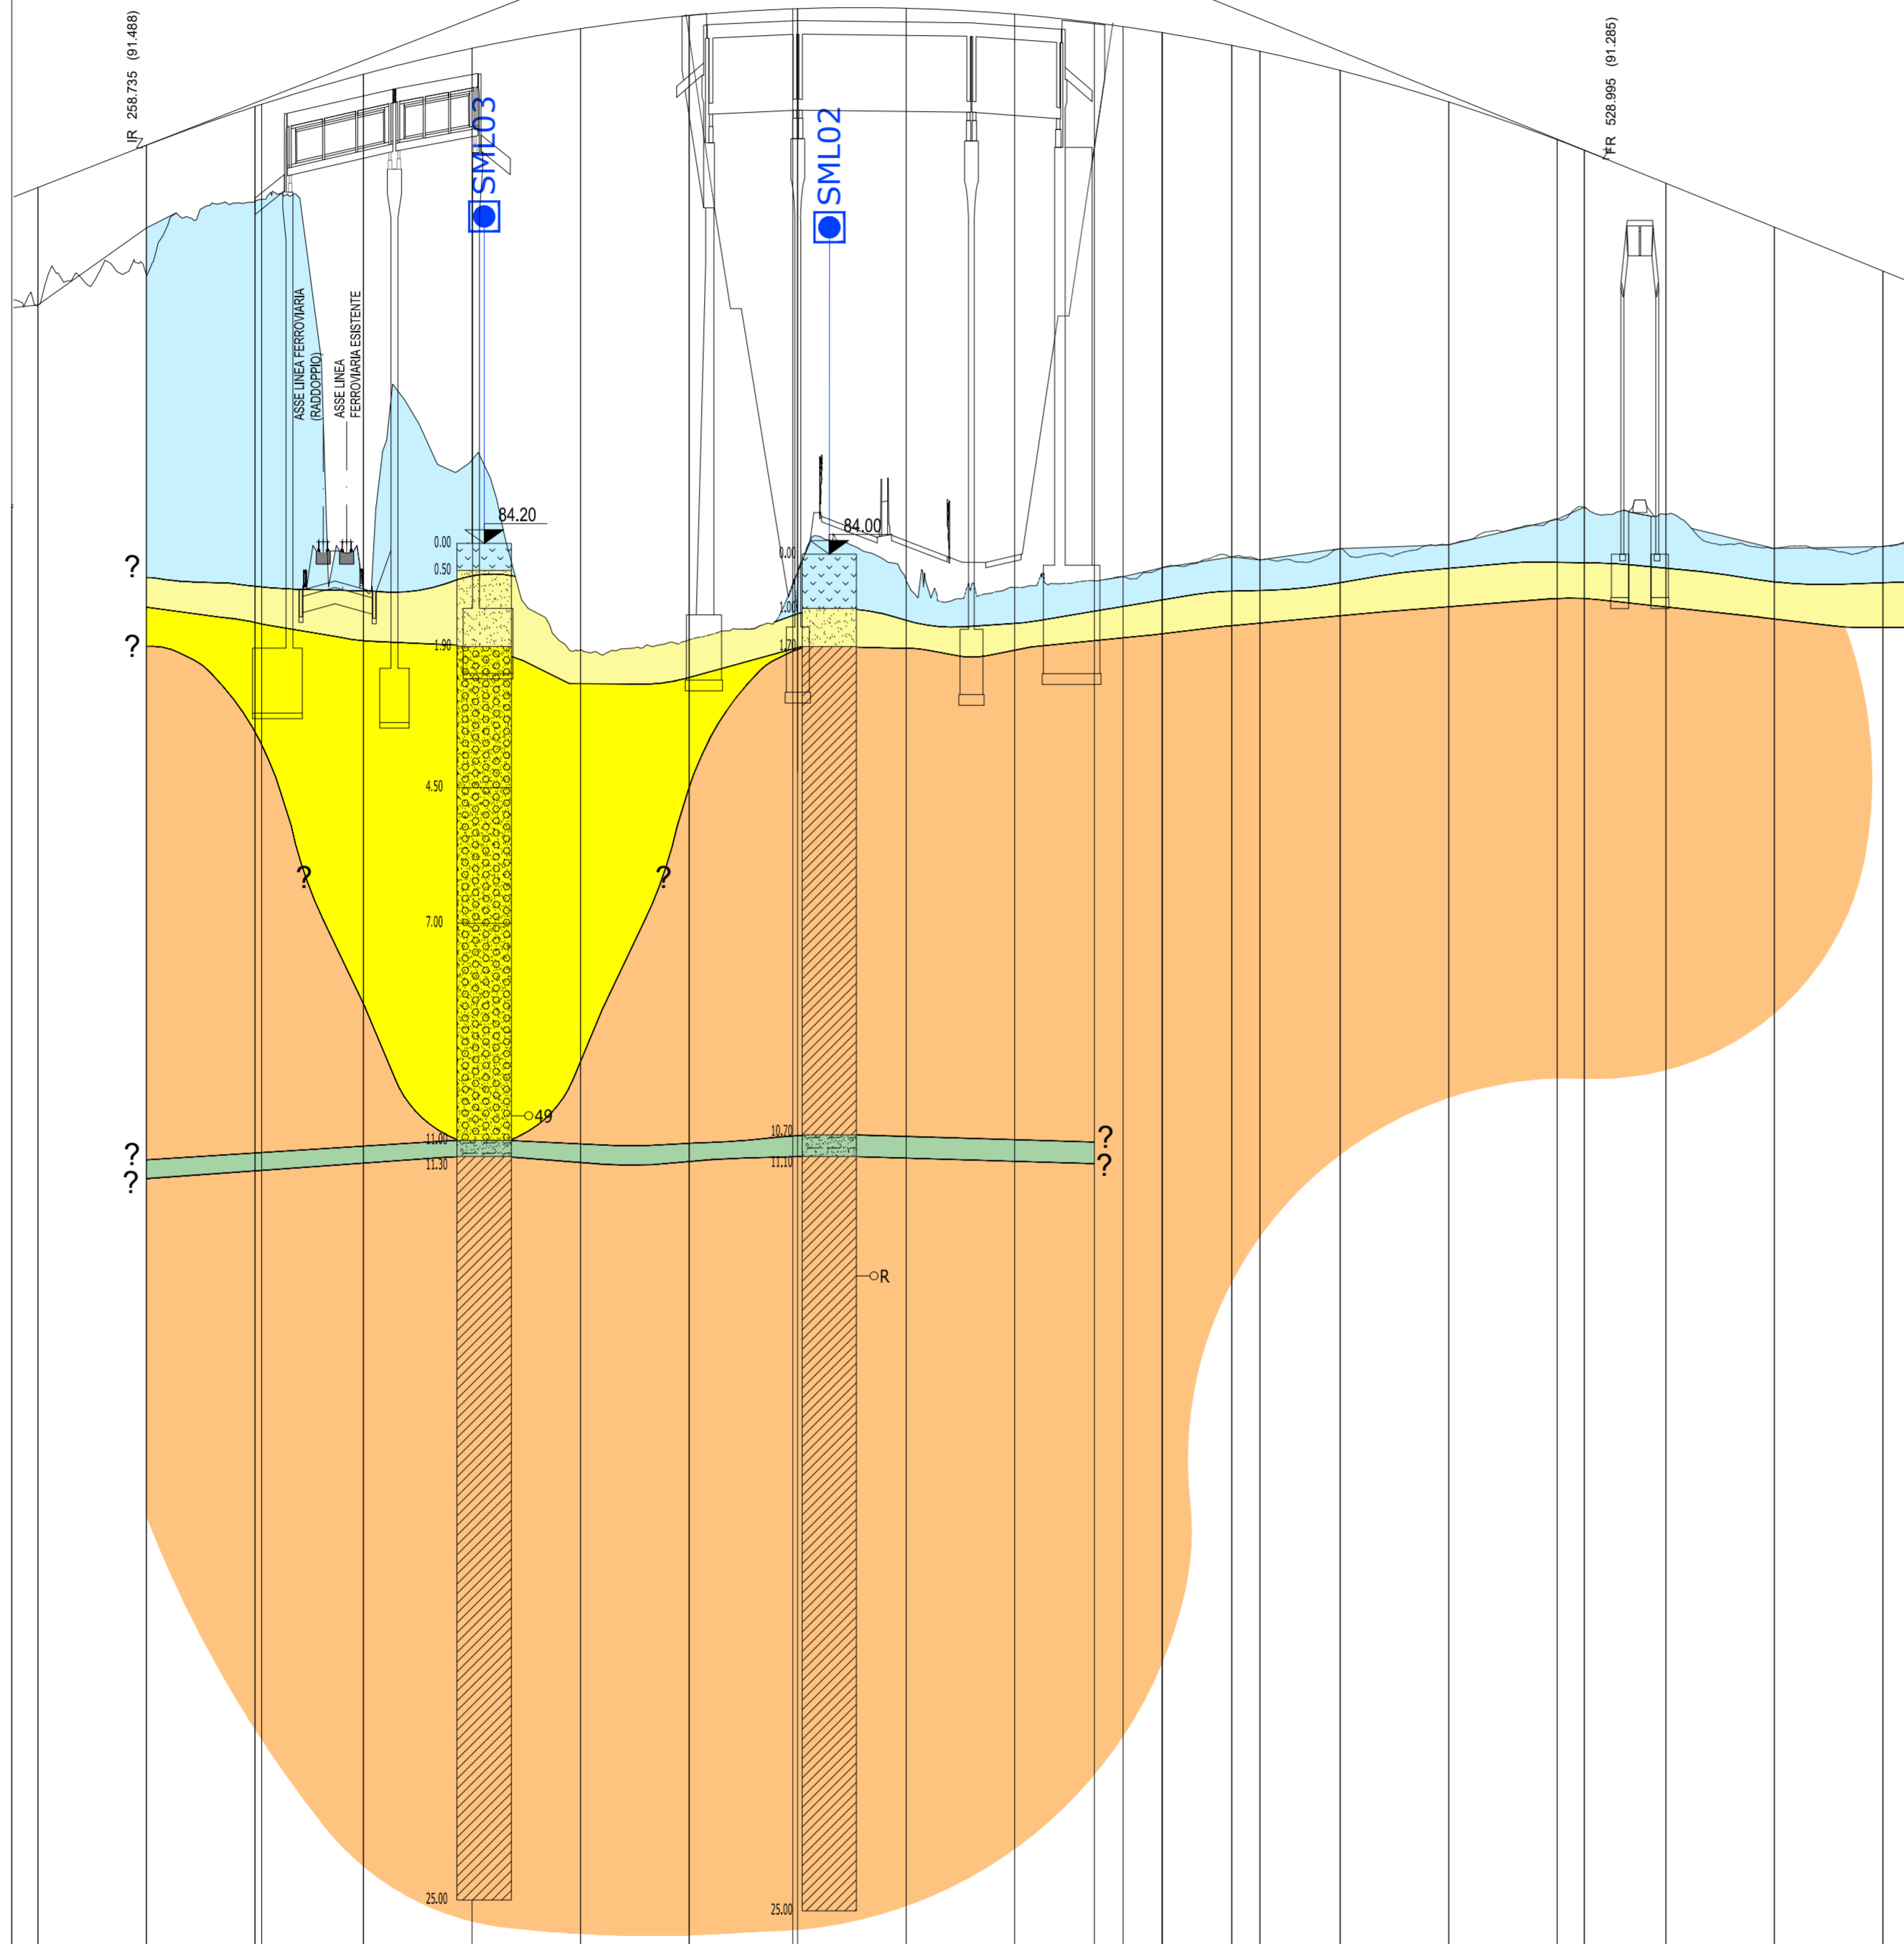 IR 258.735 (91.488)
FR 528.995 (91.285)
SML03
SML02
ASSE LINEA FERROVIARIA
(RADDOPPIO)
ASSE LINEA
FERROVIARIA ESISTENTE
84.20
84.00
0.00
0.50
1.90
4.50
7.00
11.00
11.30
25.00
0.00
1.00
1.70
10.70
11.10
25.00
49
R
?
?
?
?
?
?
?
?